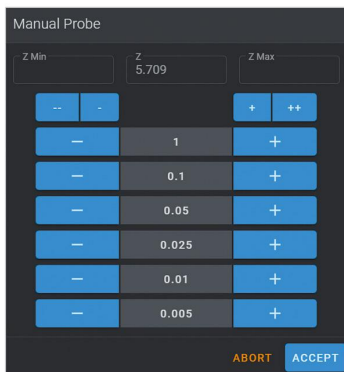 Manual Probe
Z Min
Z
Z Max
5.709
-- - + ++
— 1 +
— 0.1 +
— 0.05 +
— 0.025 +
— 0.01 +
— 0.005 +
ABORT ACCEPT